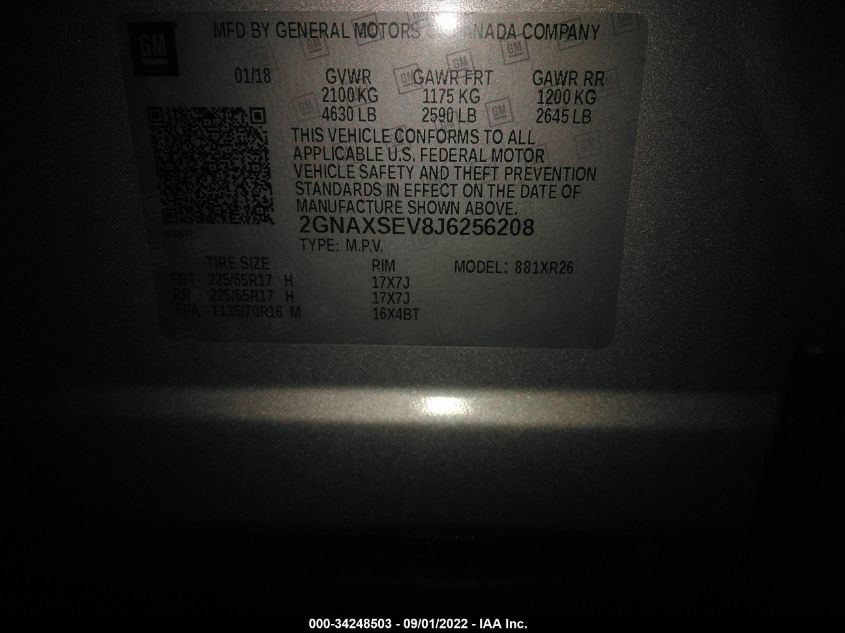 MFD BY GENERAL MOTORS OF CANADA COMPANY
GM
01/18 GVWR GAWR FRT GAWR RR
2100 KG 1175 KG 1200 KG
4630 LB 2590 LB 2645 LB
THIS VEHICLE CONFORMS TO ALL
APPLICABLE U.S. FEDERAL MOTOR
VEHICLE SAFETY AND THEFT PREVENTION
STANDARDS IN EFFECT ON THE DATE OF
MANUFACTURE SHOWN ABOVE.
2GNAXSEV8J6256208
636R
TYPE: M.P.V.
TIRE SIZE RIM MODEL: 881XR26
FRT 225/65R17 H 17X7J
RR 225/65R17 H 17X7J
SPA T135/70R16 M 16X4BT
000-34248503 - 09/01/2022 - IAA Inc.